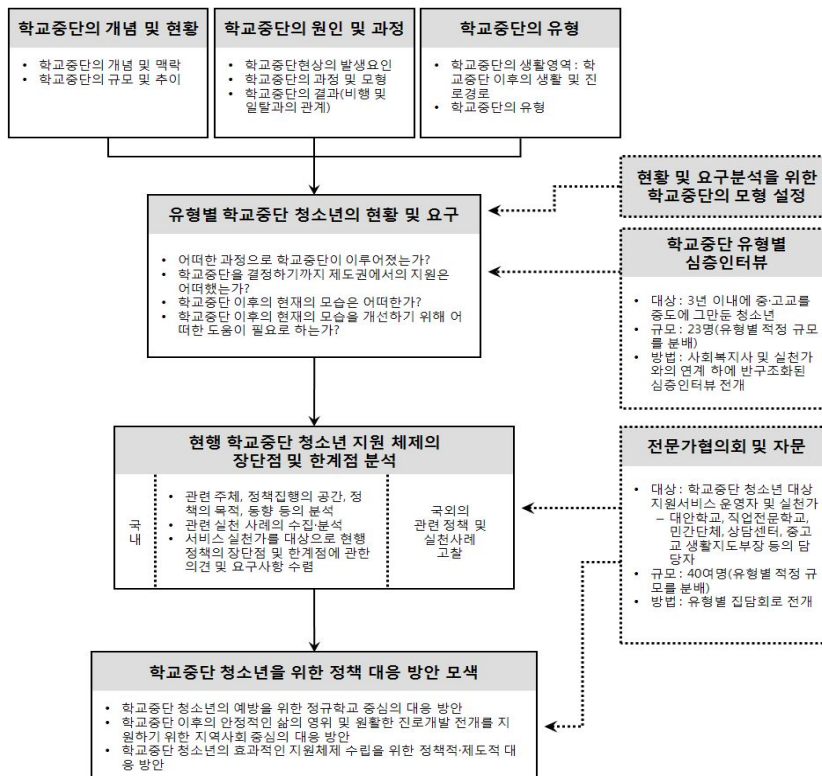 학교중단의 개념 및 현황
• 학교중단의 개념 및 맥락
• 학교중단의 규모 및 추이
학교중단의 원인 및 과정
• 학교중단현상의 발생요인
• 학교중단의 과정 및 모형
• 학교중단의 결과(비행 및
일탈과의 관계)
학교중단의 유형
• 학교중단의 생활영역 : 학
교중단 이후의 생활 및 진
로경로
• 학교중단의 유형
현황 및 요구분석을 위한
학교중단의 모형 설정
유형별 학교중단 청소년의 현황 및 요구
• 어떠한 과정으로 학교중단이 이루어졌는가?
• 학교중단을 결정하기까지 제도권에서의 지원은
어떠했는가?
• 학교중단 이후의 현재의 모습은 어떠한가?
• 학교중단 이후의 현재의 모습을 개선하기 위해 어
떠한 도움이 필요로 하는가?
학교중단 유형별
심층인터뷰
• 대상 : 3년 이내에 중·고교를
중도에 그만둔 청소년
• 규모 : 23명(유형별 적정 규모
를 분배)
• 방법 : 사회복지사 및 실천가
와의 연계 하에 반구조화된
심층인터뷰 전개
현행 학교중단 청소년 지원 체제의
장단점 및 한계점 분석
국
내
• 관련 주체, 정책집행의 공간, 정
책의 목적, 동향 등의 분석
• 관련 실천 사례의 수집·분석
• 서비스 실천가를 대상으로 현행
정책의 장단점 및 한계점에 관한
의견 및 요구사항 수렴
국외의
관련 정책 및
실천사례
고찰
전문가협의회 및 자문
• 대상 : 학교중단 청소년 대상
지원서비스 운영자 및 실천가
– 대안학교, 직업전문학교,
민간단체, 상담센터, 중고
교 생활지도부장 등의 담
당자
• 규모 : 40여명(유형별 적정 규
모를 분배)
• 방법 : 유형별 집담회로 전개
학교중단 청소년을 위한 정책 대응 방안 모색
• 학교중단 청소년의 예방을 위한 정규학교 중심의 대응 방안
• 학교중단 이후의 안정적인 삶의 영위 및 원활한 진로개발 전개를 지
원하기 위한 지역사회 중심의 대응 방안
• 학교중단 청소년의 효과적인 지원체제 수립을 위한 정책적·제도적 대
응 방안